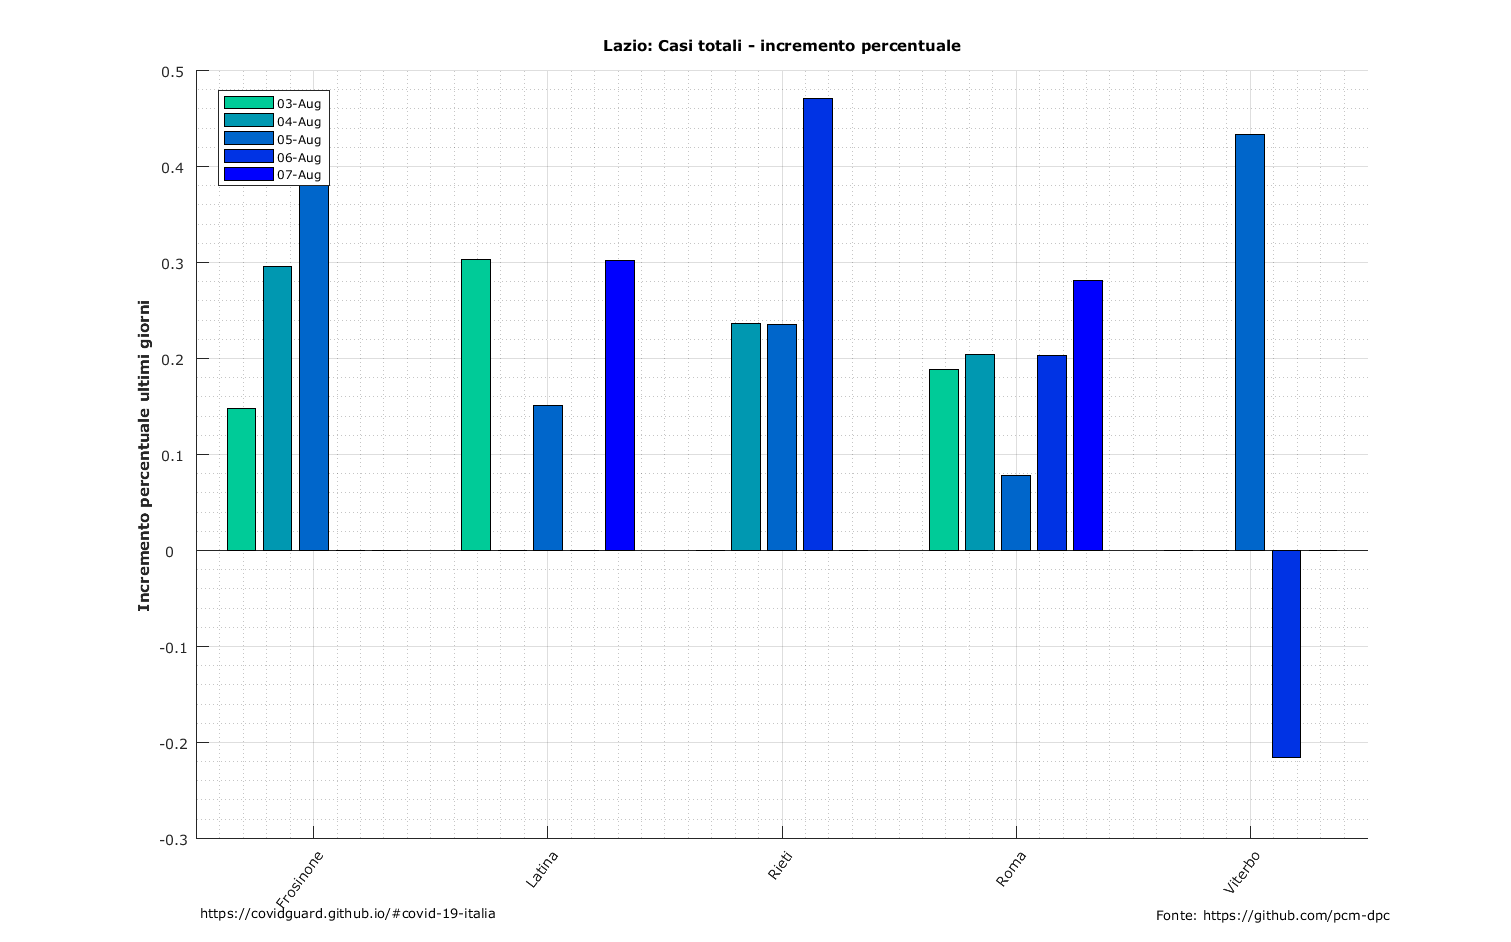 Lazio: Casi totali - incremento percentuale
Incremento percentuale ultimi giorni
0.5
0.4
0.3
0.2
0.1
0
-0.1
-0.2
-0.3
03-Aug
04-Aug
05-Aug
06-Aug
07-Aug
Frosinone
Latina
Rieti
Roma
Viterbo
https://covidguard.github.io/#covid-19-italia
Fonte: https://github.com/pcm-dpc